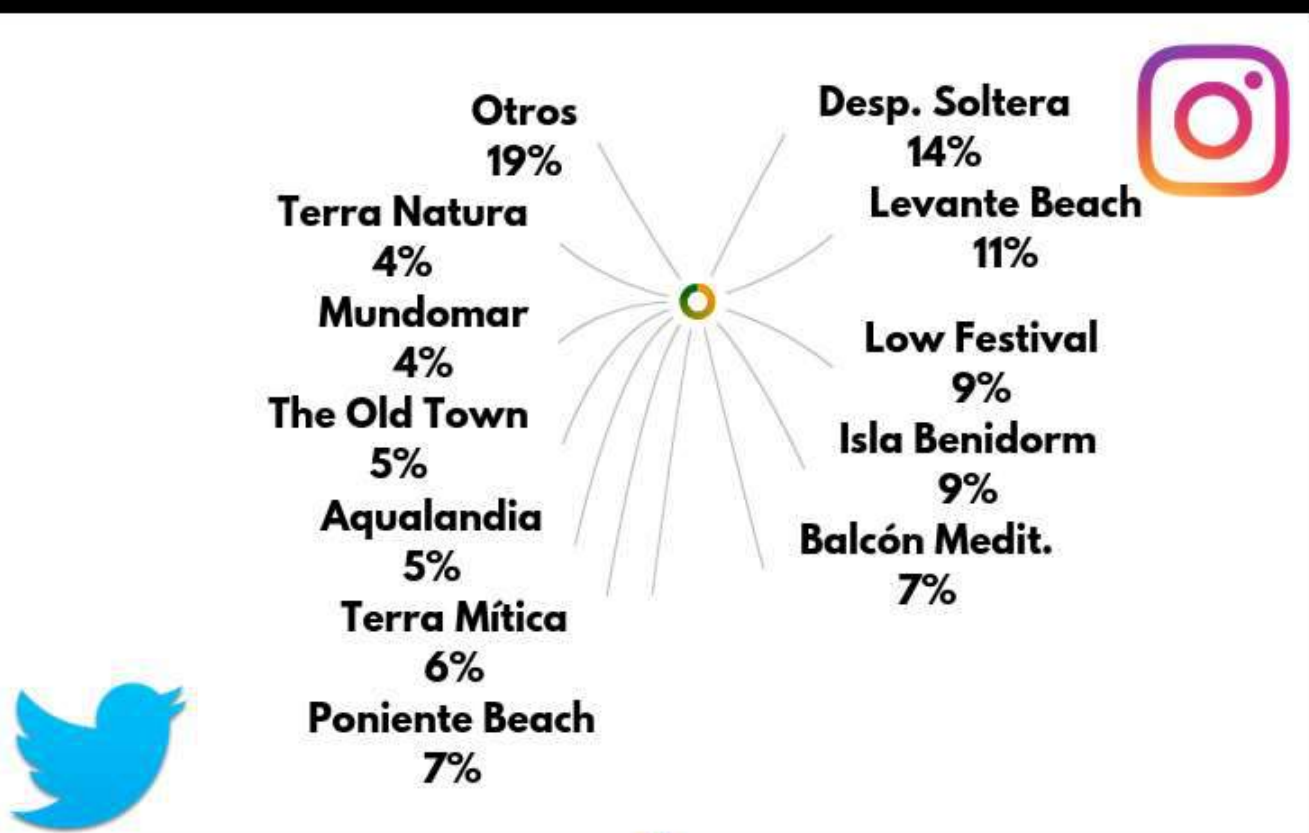 Otros
19%
Terra Natura
4%
Mundomar
4%
The Old Town
5%
Aqualandia
5%
Terra Mítica
6%
Poniente Beach
7%
Desp. Soltera
14%
Levante Beach
11%
Low Festival
9%
Isla Benidorm
9%
Balcón Medit.
7%